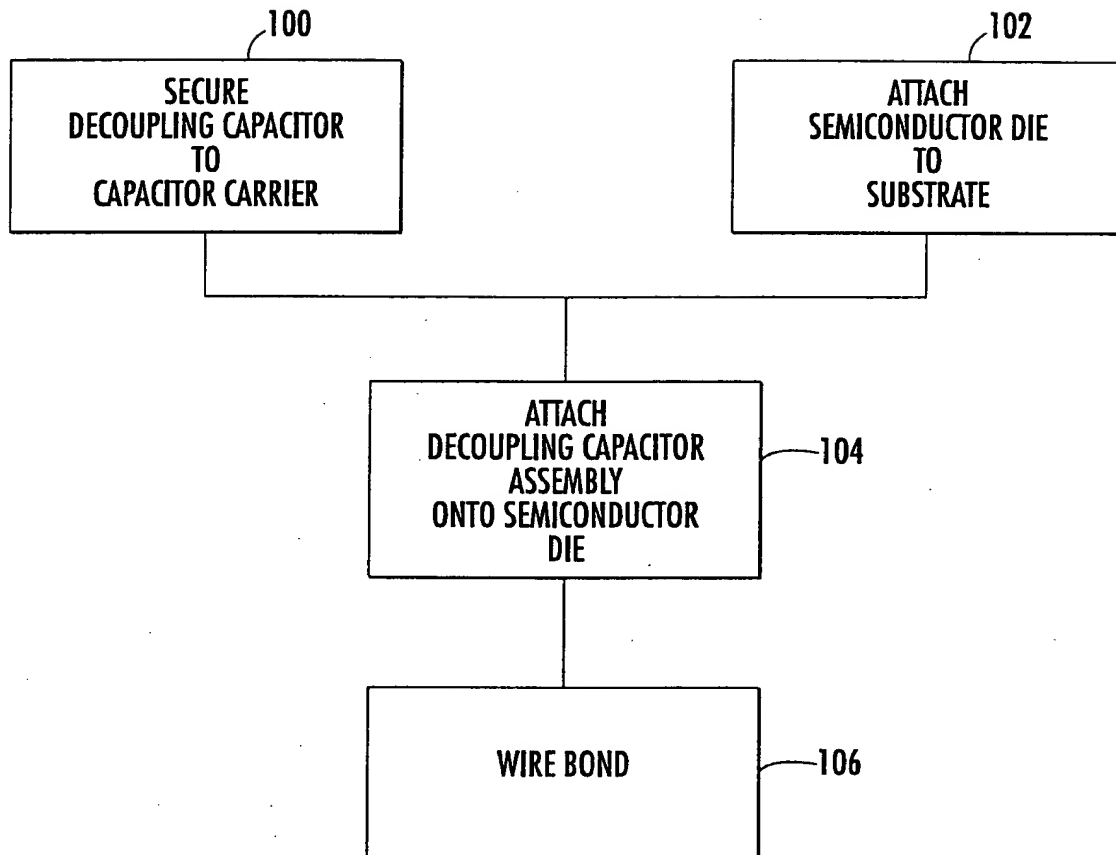 100
SECURE
DECOUPLING CAPACITOR
TO
CAPACITOR CARRIER
102
ATTACH
SEMICONDUCTOR DIE
TO
SUBSTRATE
ATTACH
DECOUPLING CAPACITOR
ASSEMBLY
ONTO SEMICONDUCTOR
DIE
104
WIRE BOND
106